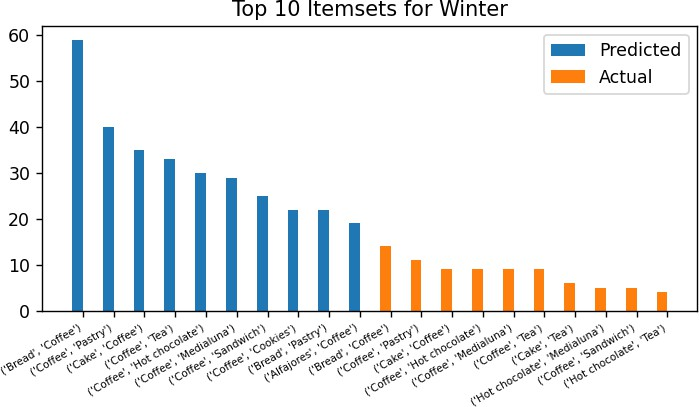 Top 10 Itemsets for Winter
60
50
40
30
20
10
0
Predicted
Actual
('Bread', 'Coffee')
('Coffee', 'Pastry')
('Cake', 'Coffee')
('Coffee', 'Tea')
('Coffee', 'Hot chocolate')
('Coffee', 'Medialuna')
('Coffee', 'Sandwich')
('Coffee', 'Cookies')
('Bread', 'Pastry')
('Alfajores', 'Coffee')
('Bread', 'Coffee')
('Coffee', 'Pastry')
('Cake', 'Coffee')
('Coffee', 'Hot chocolate')
('Coffee', 'Medialuna')
('Coffee', 'Tea')
('Cake', 'Tea')
('Hot chocolate', 'Medialuna')
('Coffee', 'Sandwich')
('Hot chocolate', 'Tea')